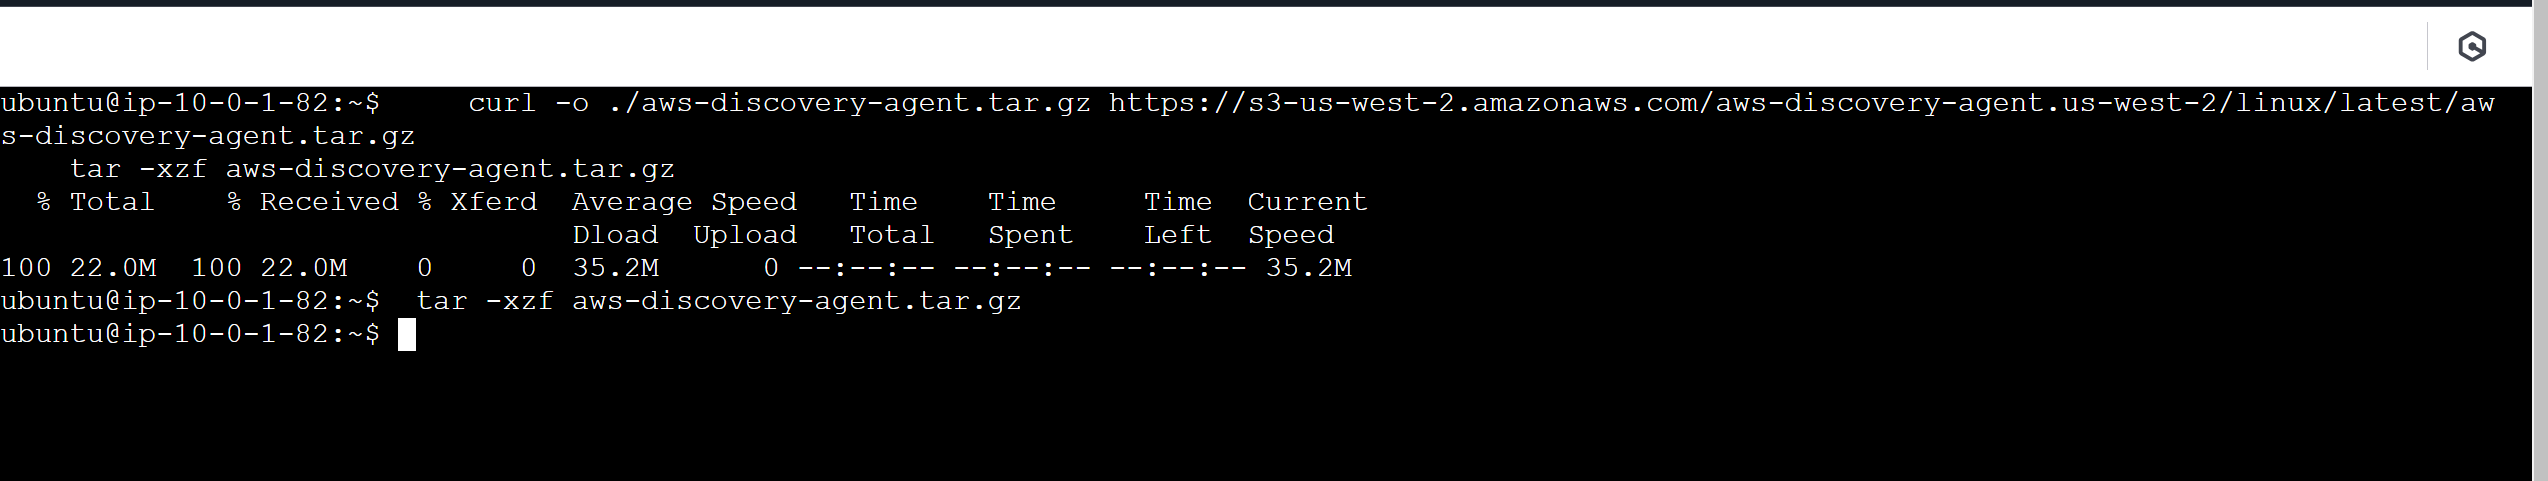 ubuntu@ip-10-0-1-82:~$     curl -o ./aws-discovery-agent.tar.gz https://s3-us-west-2.amazonaws.com/aws-discovery-agent.us-west-2/linux/latest/aw
s-discovery-agent.tar.gz
    tar -xzf aws-discovery-agent.tar.gz
  % Total    % Received % Xferd  Average Speed   Time    Time     Time  Current
                                 Dload  Upload   Total   Spent    Left  Speed
100 22.0M  100 22.0M    0     0  35.2M      0 --:--:-- --:--:-- --:--:-- 35.2M
ubuntu@ip-10-0-1-82:~$  tar -xzf aws-discovery-agent.tar.gz
ubuntu@ip-10-0-1-82:~$